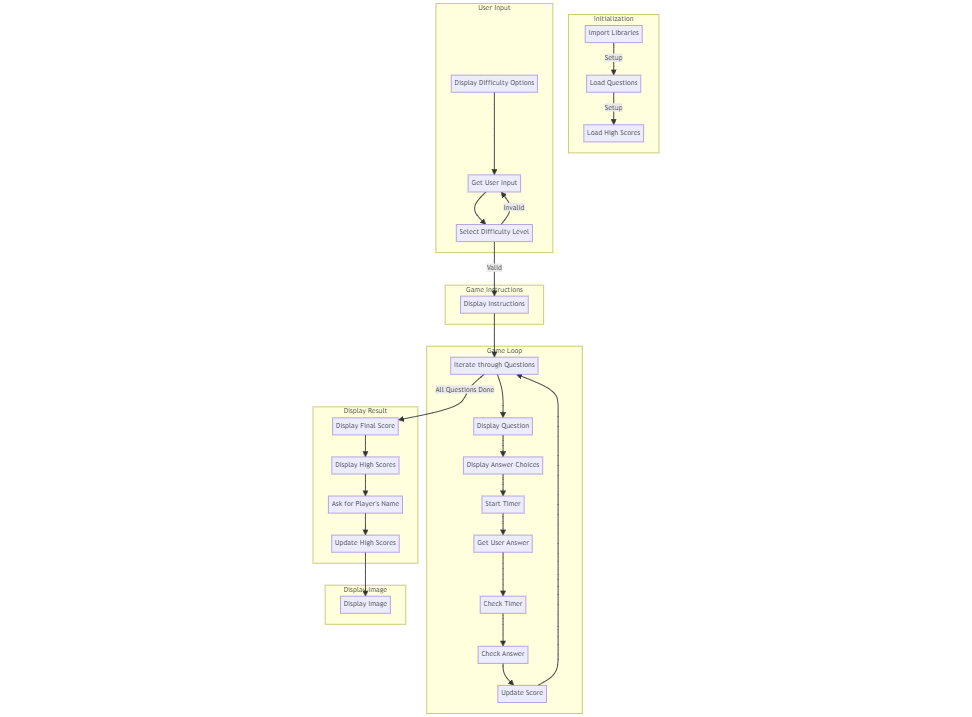 User Input
Display Difficulty Options
Get User Input
Invalid
Select Difficulty Level
Valid
Initialization
Import Libraries
Setup
Load Questions
Setup
Load High Scores
Game Instructions
Display Instructions
Game Loop
Iterate through Questions
All Questions Done
Display Question
Display Answer Choices
Start Timer
Get User Answer
Check Timer
Check Answer
Update Score
Display Result
Display Final Score
Display High Scores
Ask for Player's Name
Update High Scores
Display Image
Display Image